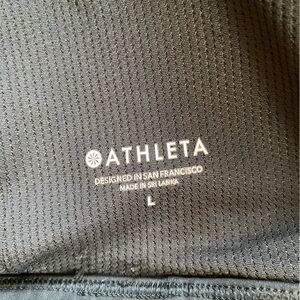 ATHLETA
DESIGNED IN SAN FRANCISCO
MADE IN SRI LANKA
L